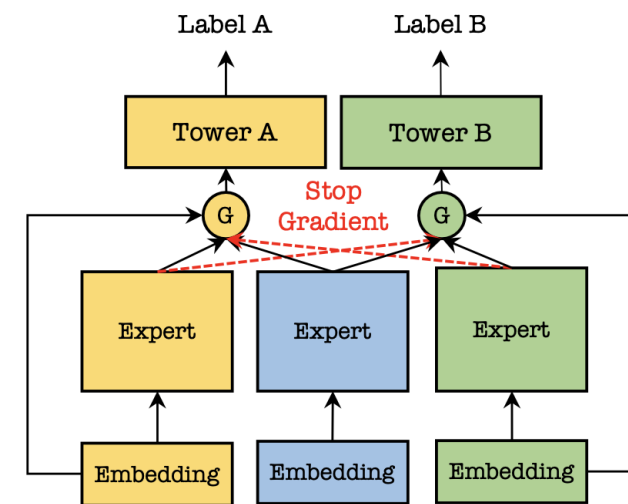 Label A
Label B
Tower A
Tower B
Stop
Gradient
G
G
Expert
Expert
Expert
Embedding
Embedding
Embedding